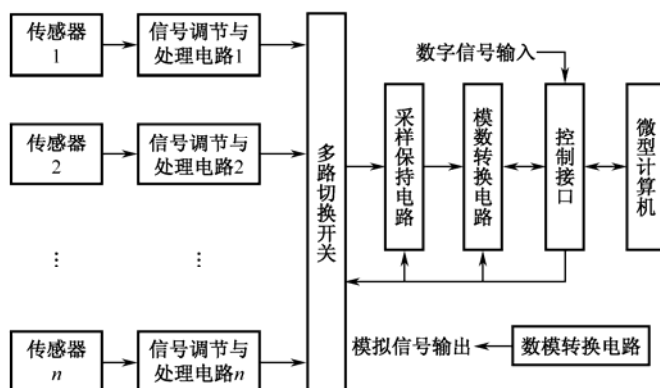 传感器
1
信号调节与
处理电路1
传感器
2
信号调节与
处理电路2
⋮
⋮
传感器
n
信号调节与
处理电路n
多路切换开关
采样保持电路
模数转换电路
数字信号输入
控制接口
微型计算机
模拟信号输出
数模转换电路